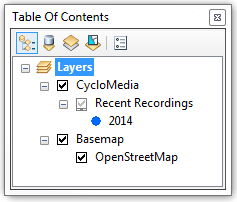 Table Of Contents
Layers
CycloMedia
Recent Recordings
2014
Basemap
OpenStreetMap